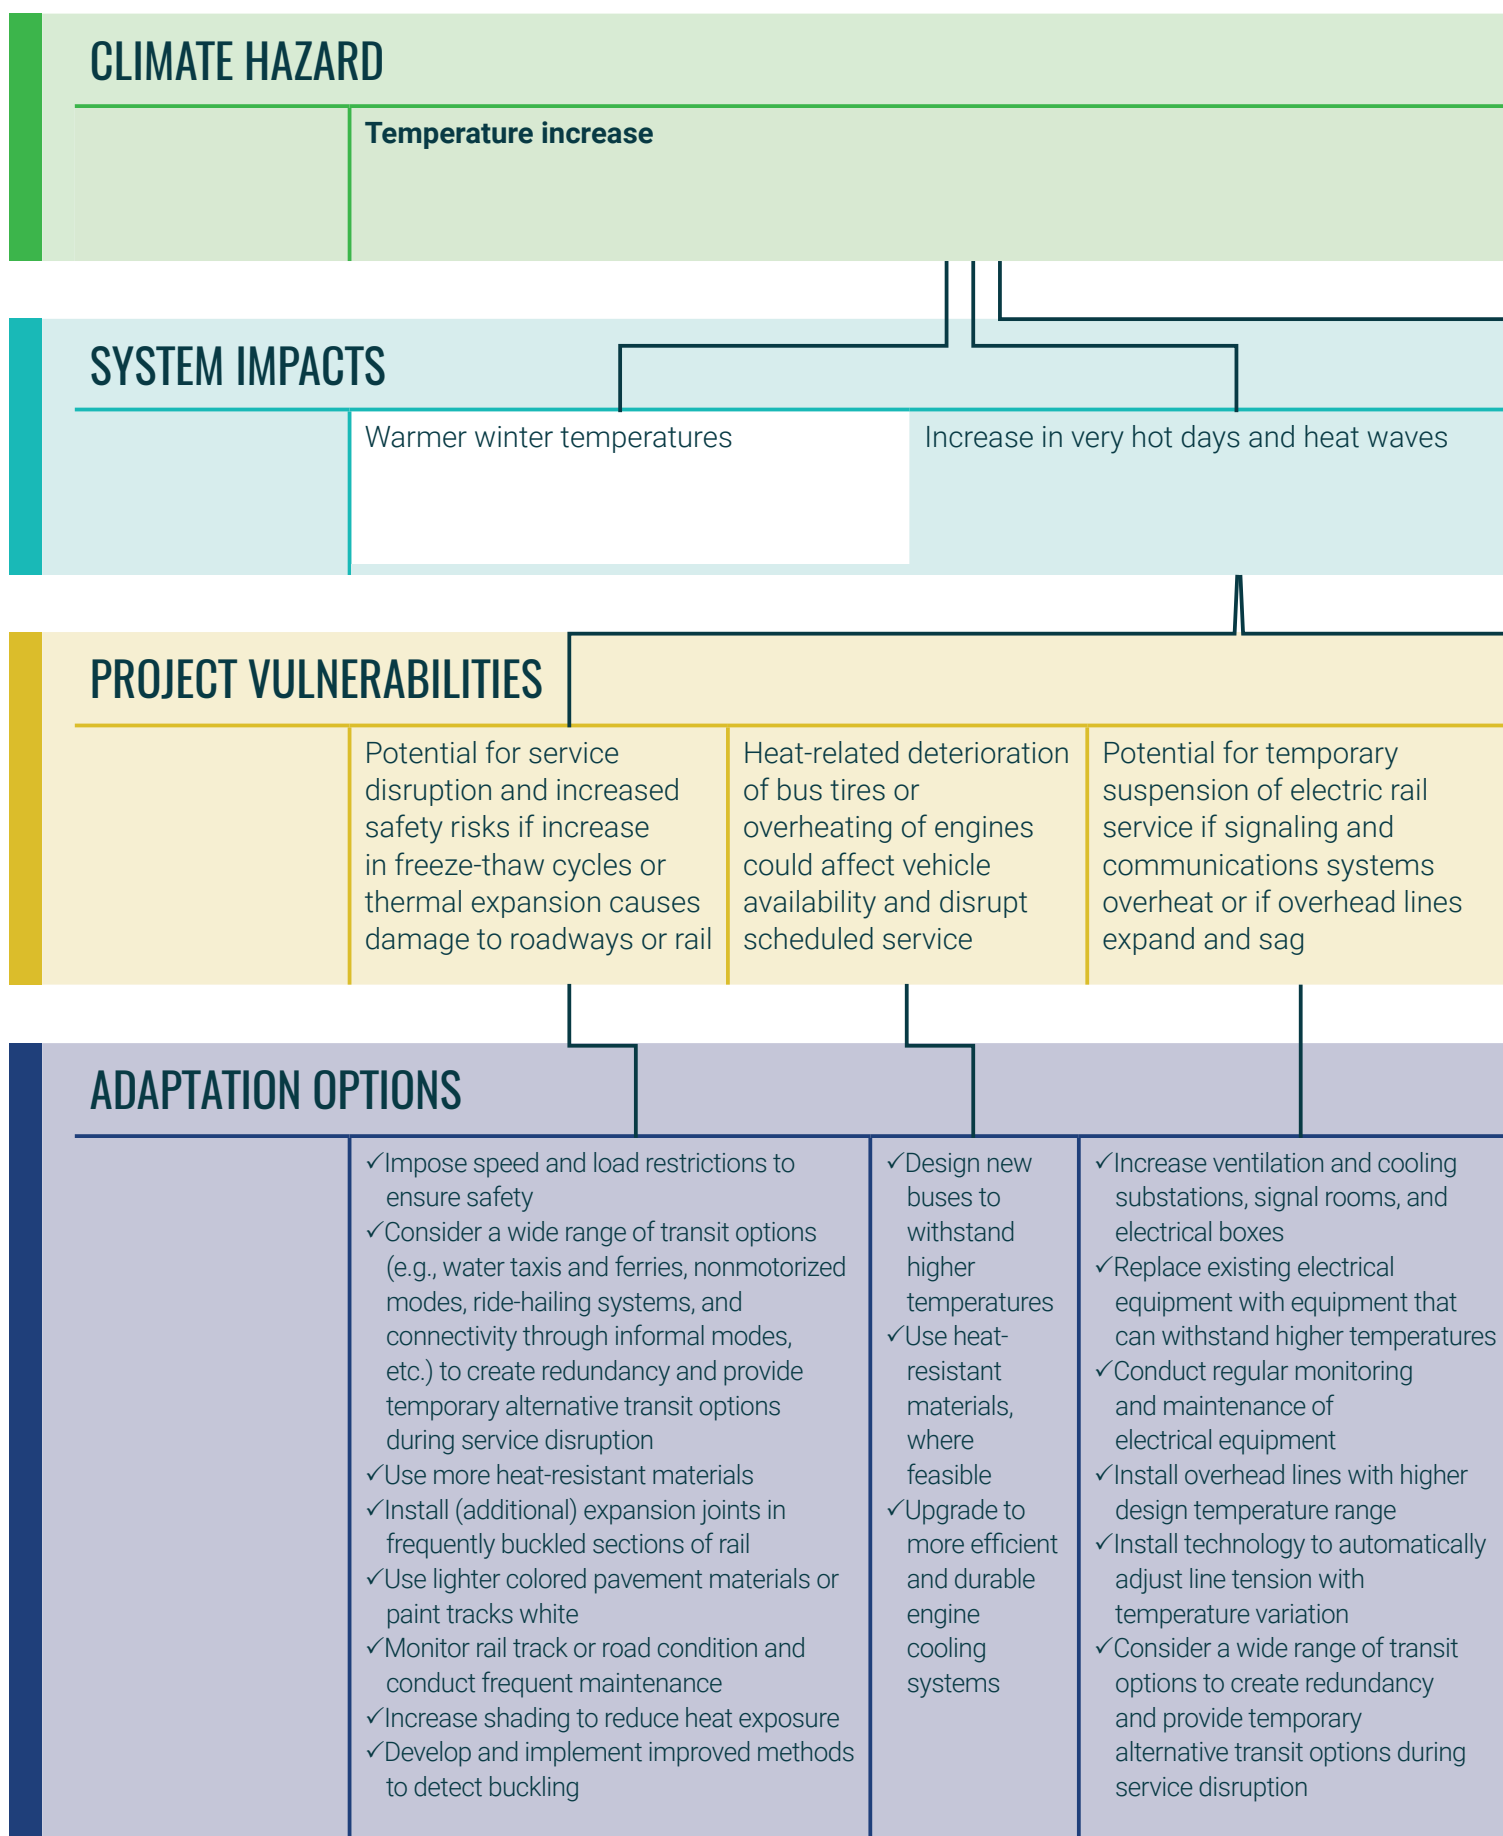 CLIMATE HAZARD
Temperature increase
SYSTEM IMPACTS
Warmer winter temperatures
Increase in very hot days and heat waves
PROJECT VULNERABILITIES
Potential for service
disruption and increased
safety risks if increase
in freeze-thaw cycles or
thermal expansion causes
damage to roadways or rail
Heat-related deterioration
of bus tires or
overheating of engines
could affect vehicle
availability and disrupt
scheduled service
Potential for temporary
suspension of electric rail
service if signaling and
communications systems
overheat or if overhead lines
expand and sag
ADAPTATION OPTIONS
✓Impose speed and load restrictions to
ensure safety
✓Consider a wide range of transit options
(e.g., water taxis and ferries, nonmotorized
modes, ride-hailing systems, and
connectivity through informal modes,
etc.) to create redundancy and provide
temporary alternative transit options
during service disruption
✓Use more heat-resistant materials
✓Install (additional) expansion joints in
frequently buckled sections of rail
✓Use lighter colored pavement materials or
paint tracks white
✓Monitor rail track or road condition and
conduct frequent maintenance
✓Increase shading to reduce heat exposure
✓Develop and implement improved methods
to detect buckling
✓Design new
buses to
withstand
higher
temperatures
✓Use heat-
resistant
materials,
where
feasible
✓Upgrade to
more efficient
and durable
engine
cooling
systems
✓Increase ventilation and cooling
substations, signal rooms, and
electrical boxes
✓Replace existing electrical
equipment with equipment that
can withstand higher temperatures
✓Conduct regular monitoring
and maintenance of
electrical equipment
✓Install overhead lines with higher
design temperature range
✓Install technology to automatically
adjust line tension with
temperature variation
✓Consider a wide range of transit
options to create redundancy
and provide temporary
alternative transit options during
service disruption